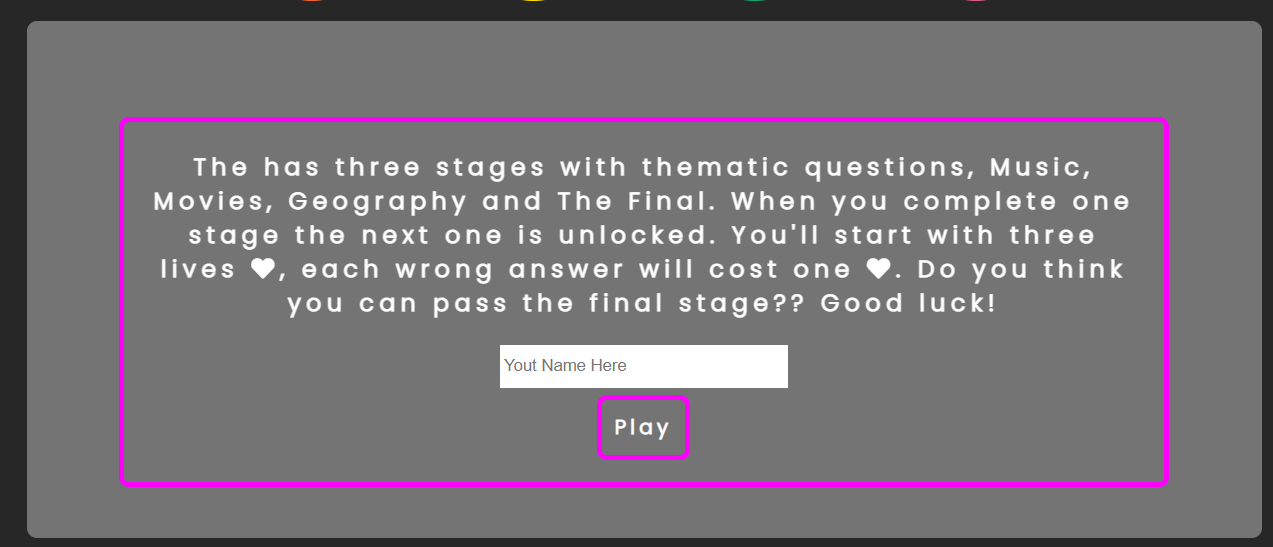 The has three stages with thematic questions, Music,
Movies, Geography and The Final. When you complete one
stage the next one is unlocked. You'll start with three
lives ♥, each wrong answer will cost one ♥. Do you think
you can pass the final stage?? Good luck!
Yout Name Here
Play